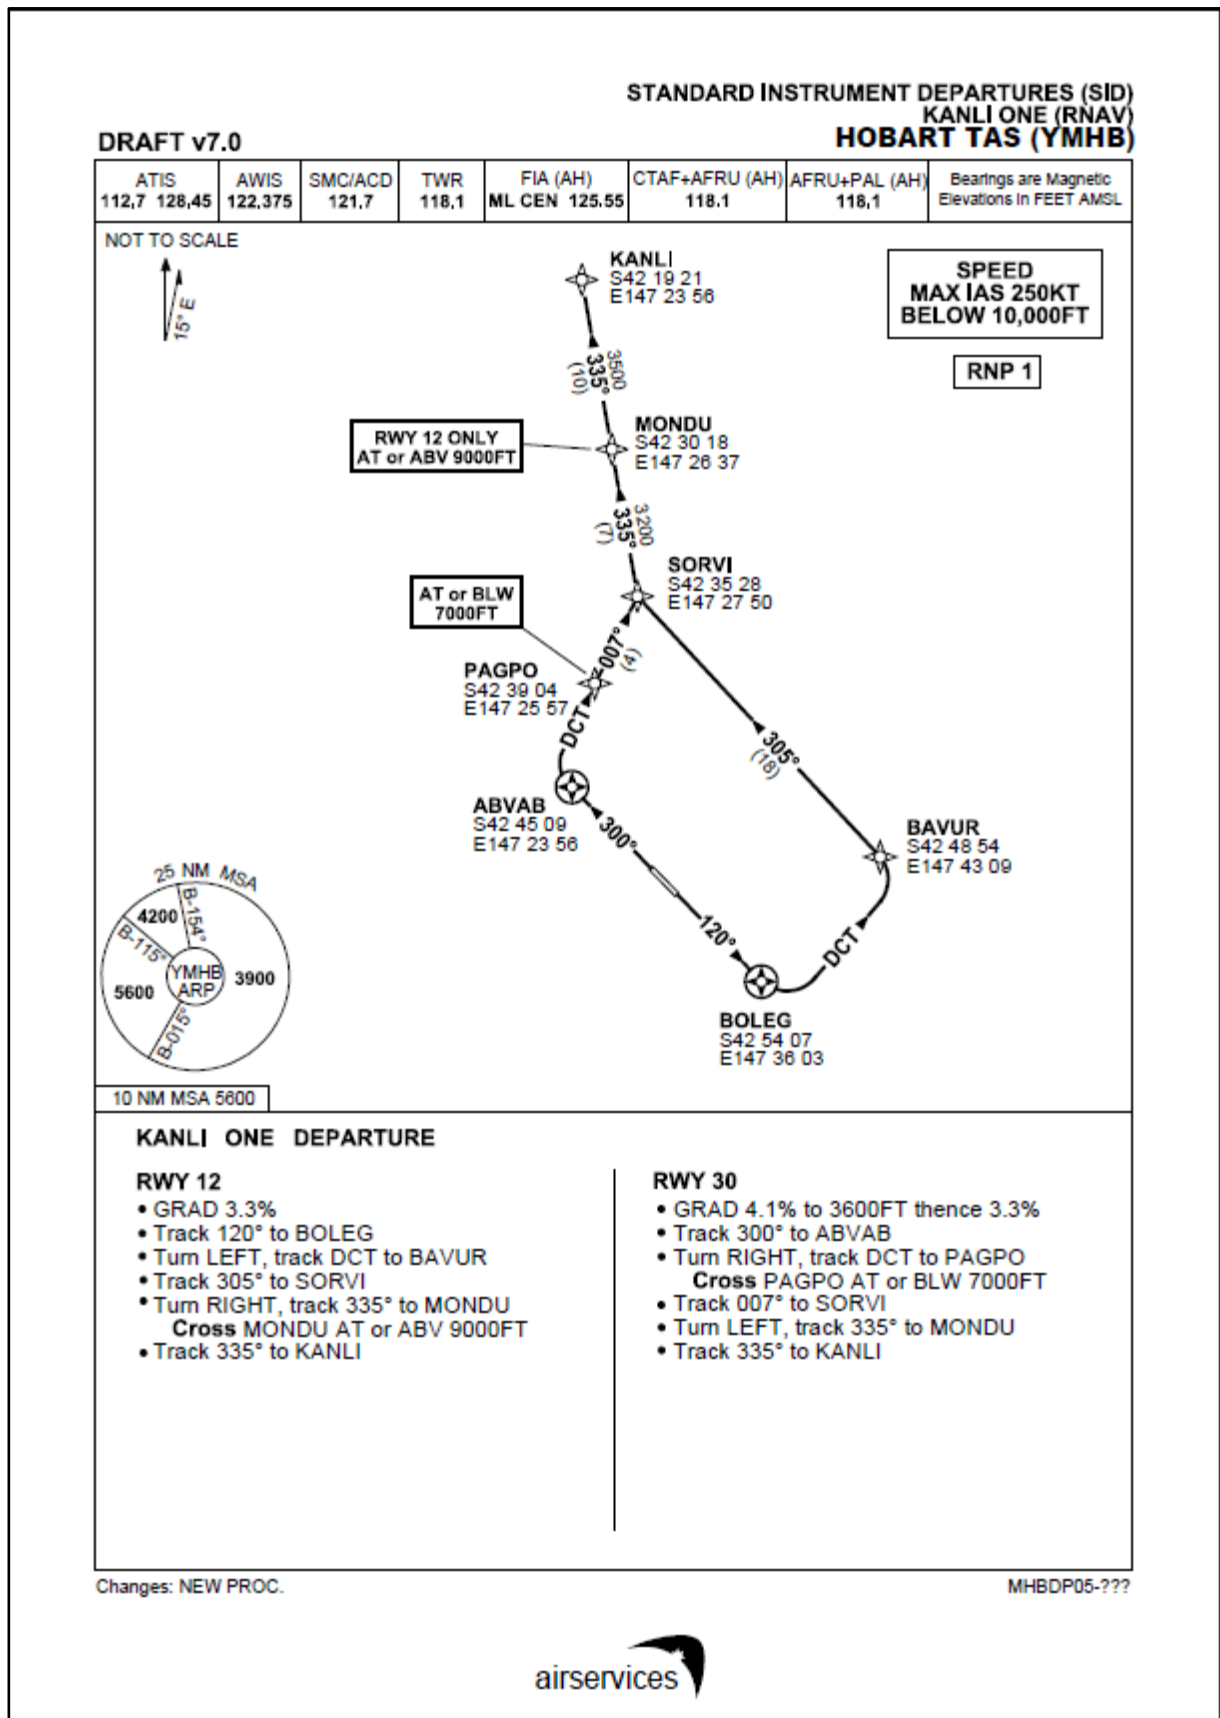 STANDARD INSTRUMENT DEPARTURES (SID)
KANLI ONE (RNAV)
DRAFT v7.0
HOBART TAS (YMHB)
ATIS
112.7 128.45
AWIS
122.375
SMC/ACD
121.7
TWR
118.1
FIA (AH)
ML CEN 125.55
CTAF+AFRU (AH)
118.1
AFRU+PAL (AH)
118.1
Bearings are Magnetic
Elevations in FEET AMSL
NOT TO SCALE
15° E
KANLI
S42 19 21
E147 23 56
SPEED
MAX IAS 250KT
BELOW 10,000FT
RNP 1
3500
335°
(10)
RWY 12 ONLY
AT or ABV 9000FT
MONDU
S42 30 18
E147 26 37
3200
335°
(7)
SORVI
S42 35 28
E147 27 50
AT or BLW
7000FT
007°
(4)
PAGPO
S42 39 04
E147 25 57
DCT
305°
(18)
ABVAB
S42 45 09
E147 23 56
300°
BAVUR
S42 48 54
E147 43 09
120°
DCT
BOLEG
S42 54 07
E147 36 03
25 NM MSA
4200
B-154°
B-115°
YMHB
ARP
3900
5600
B-015°
10 NM MSA 5600
KANLI ONE DEPARTURE
RWY 12
• GRAD 3.3%
• Track 120° to BOLEG
• Turn LEFT, track DCT to BAVUR
• Track 305° to SORVI
• Turn RIGHT, track 335° to MONDU
Cross MONDU AT or ABV 9000FT
• Track 335° to KANLI
RWY 30
• GRAD 4.1% to 3600FT thence 3.3%
• Track 300° to ABVAB
• Turn RIGHT, track DCT to PAGPO
Cross PAGPO AT or BLW 7000FT
• Track 007° to SORVI
• Turn LEFT, track 335° to MONDU
• Track 335° to KANLI
Changes: NEW PROC.
MHBDP05-???
airservices